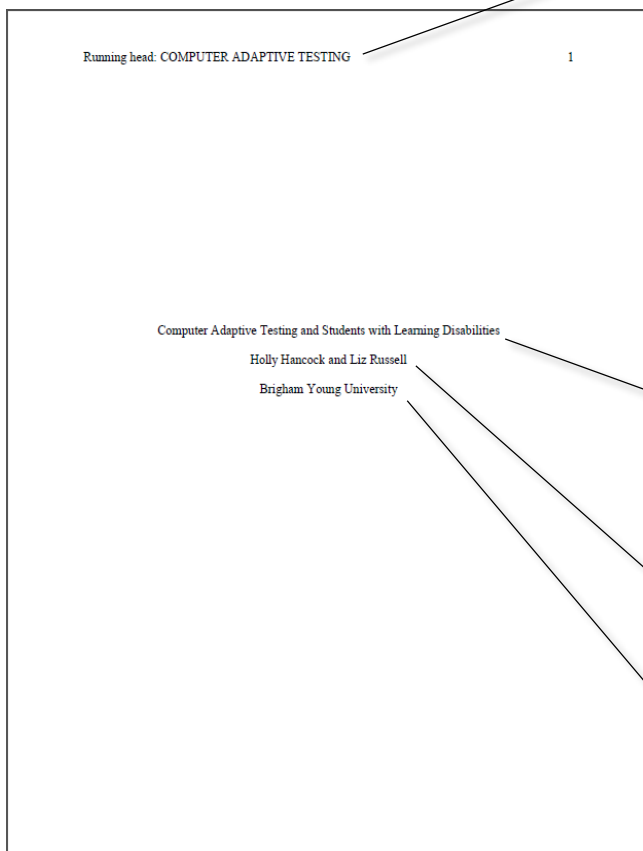 Running head: COMPUTER ADAPTIVE TESTING 1
Computer Adaptive Testing and Students with Learning Disabilities
Holly Hancock and Liz Russell
Brigham Young University